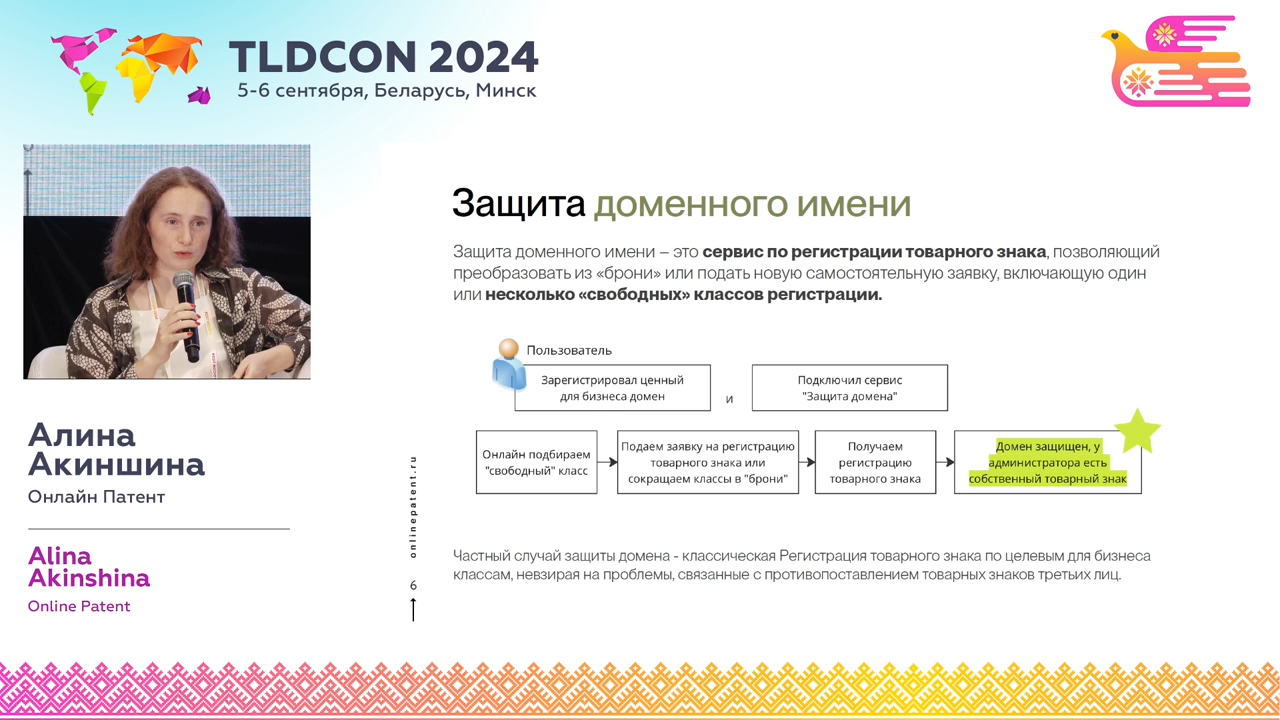 TLDCON 2024
5-6 сентября, Беларусь, Минск
Защита доменного имени
Защита доменного имени – это сервис по регистрации товарного знака, позволяющий
преобразовать из «брони» или подать новую самостоятельную заявку, включающую один
или несколько «свободных» классов регистрации.
Пользователь
Зарегистрировал ценный
для бизнеса домен
и
Подключил сервис
"Защита домена"
Онлайн подбираем
"свободный" класс
Подаем заявку на регистрацию
товарного знака или
сокращаем классы в "брони"
Получаем
регистрацию
товарного знака
Домен защищен, у
администратора есть
собственный товарный знак
Частный случай защиты домена - классическая Регистрация товарного знака по целевым для бизнеса
классам, невзирая на проблемы, связанные с противопоставлением товарных знаков третьих лиц.
onlinepatent.ru
6
Алина
Акиншина
Онлайн Патент
Alina
Akinshina
Online Patent